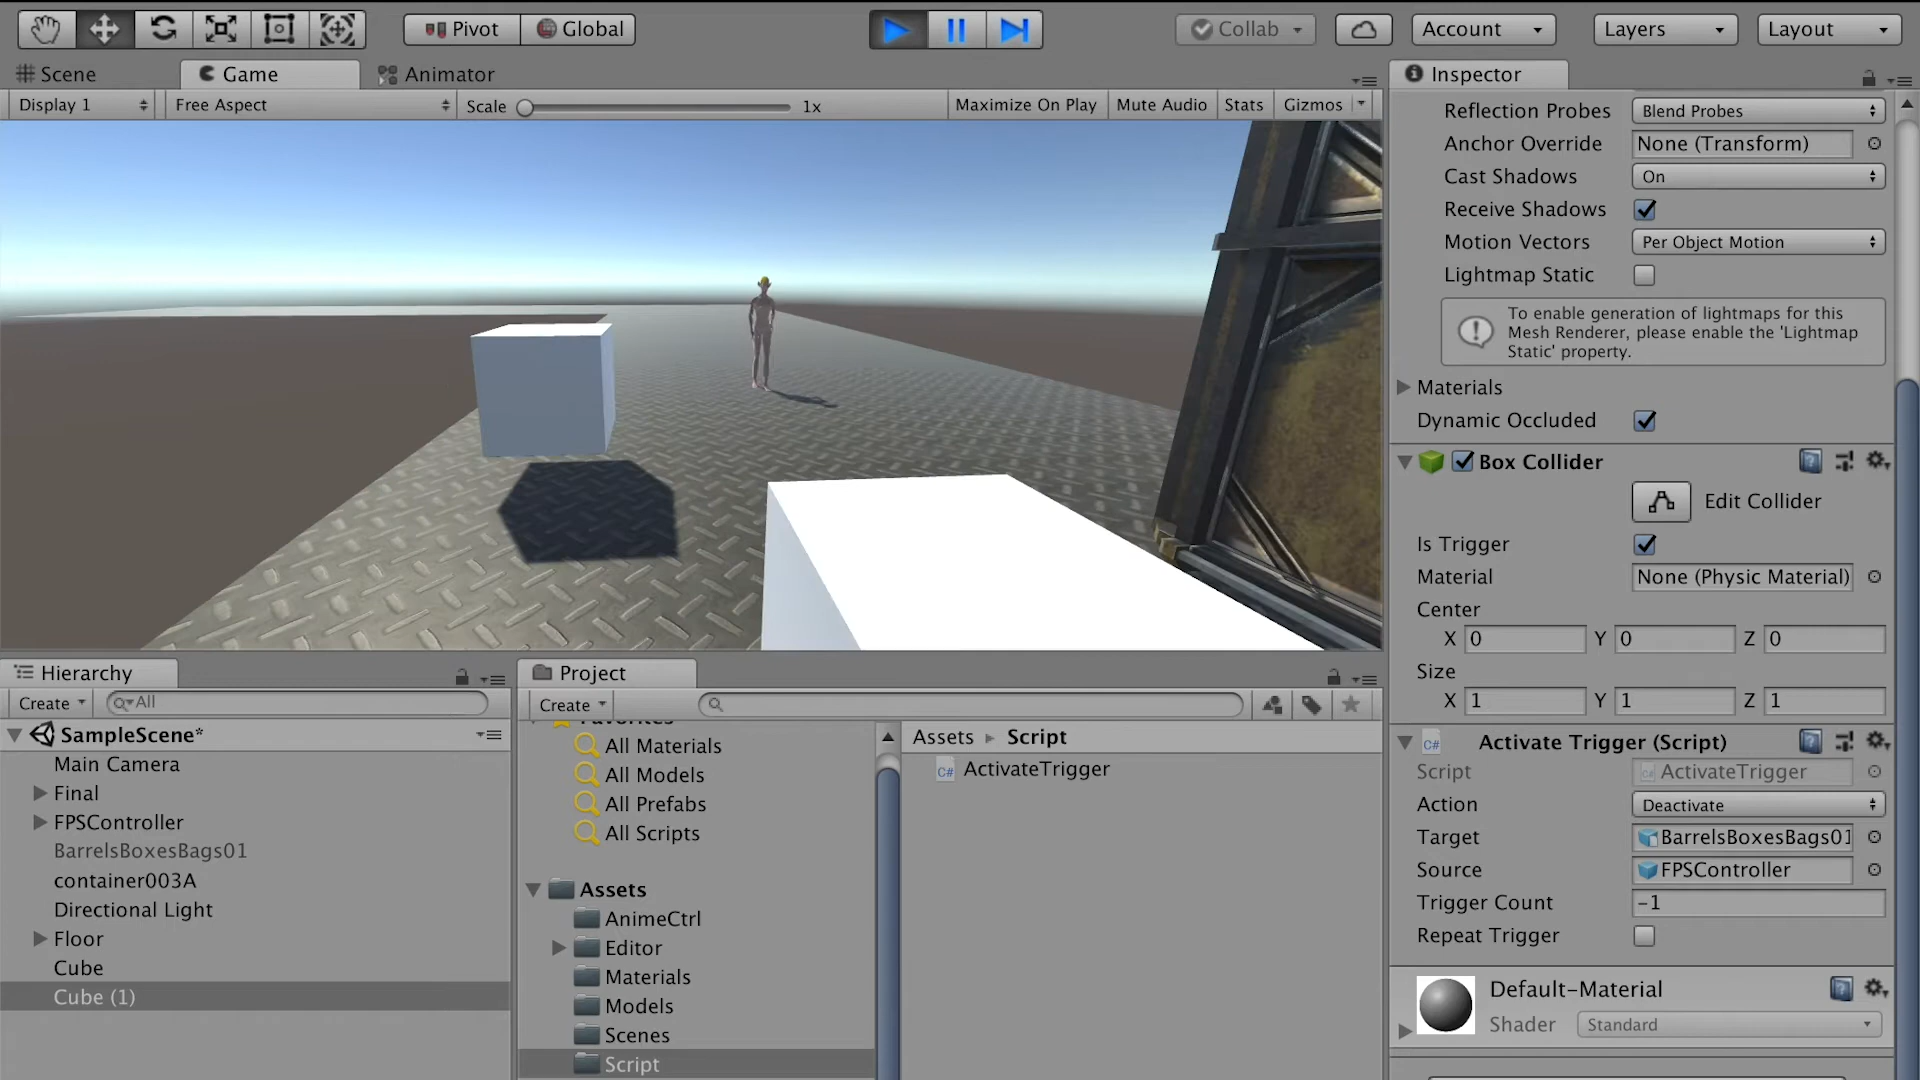 Pivot Global Collab Account Layers Layout
Scene Game Animator Inspector
Display 1 Free Aspect Scale 1x Maximize On Play Mute Audio Stats Gizmos
Reflection Probes Blend Probes
Anchor Override None (Transform)
Cast Shadows On
Receive Shadows
Motion Vectors Per Object Motion
Lightmap Static
To enable generation of lightmaps for this
Mesh Renderer, please enable the 'Lightmap
Static' property.
Materials
Dynamic Occluded
Box Collider
Edit Collider
Is Trigger
Material None (Physic Material)
Center
X 0 Y 0 Z 0
Size
X 1 Y 1 Z 1
C# Activate Trigger (Script)
Script ActivateTrigger
Action Deactivate
Target BarrelsBoxesBags01
Source FPSController
Trigger Count -1
Repeat Trigger
Default-Material
Shader Standard
Hierarchy
Create All
SampleScene*
Main Camera
Final
FPSController
BarrelsBoxesBags01
container003A
Directional Light
Floor
Cube
Cube (1)
Project
Create
Favorites
All Materials
All Models
All Prefabs
All Scripts
Assets
AnimeCtrl
Editor
Materials
Models
Scenes
Script
Assets Script
C# ActivateTrigger